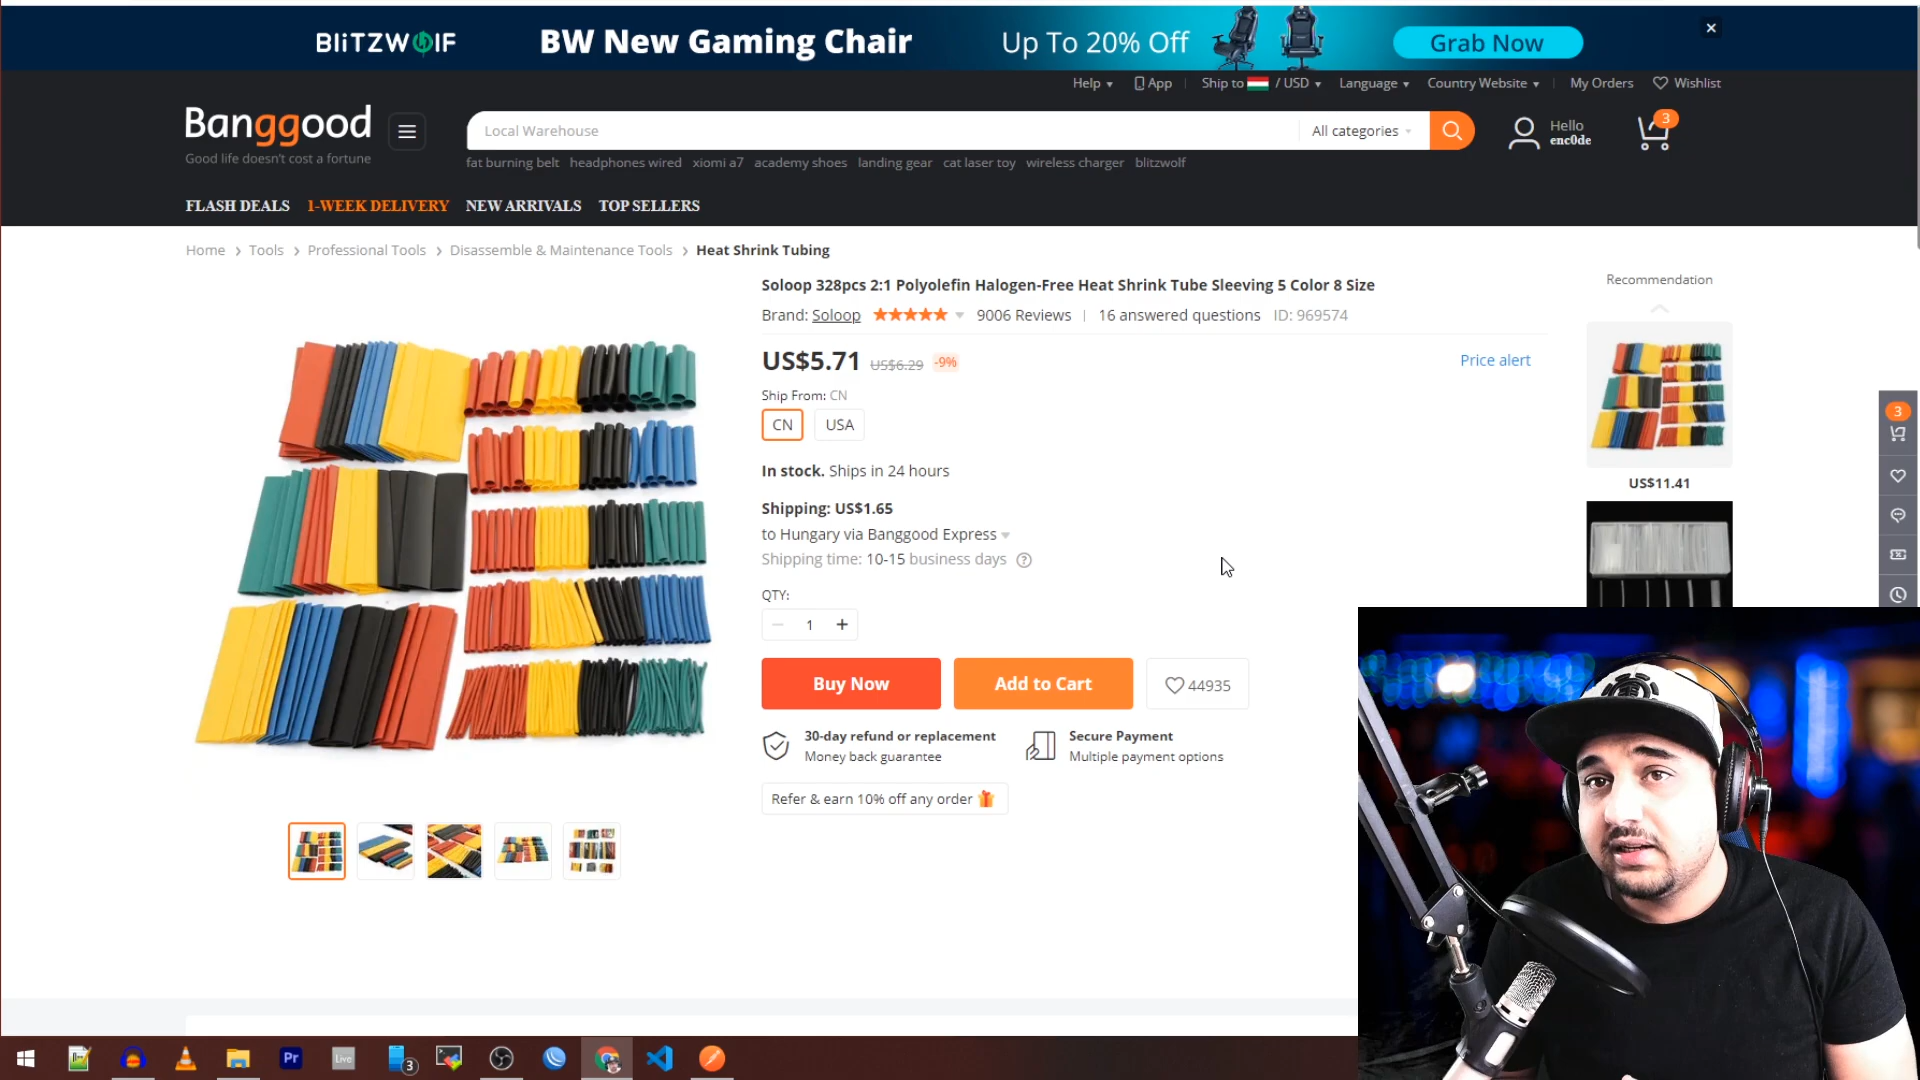 BLiTZWOLF
BW New Gaming Chair
Up To 20% Off
Grab Now
Help
App
Ship to
/ USD
Language
Country Website
My Orders
Wishlist
Banggood
Good life doesn't cost a fortune
Local Warehouse
All categories
Hello
enc0de
3
fat burning belt headphones wired xiomi a7 academy shoes landing gear cat laser toy wireless charger blitzwolf
FLASH DEALS 1-WEEK DELIVERY NEW ARRIVALS TOP SELLERS
Home > Tools > Professional Tools > Disassemble & Maintenance Tools > Heat Shrink Tubing
Soloop 328pcs 2:1 Polyolefin Halogen-Free Heat Shrink Tube Sleeving 5 Color 8 Size
Brand: Soloop 9006 Reviews | 16 answered questions ID: 969574
US$5.71 US$6.29 -9%
Price alert
Ship From: CN
CN USA
In stock. Ships in 24 hours
Shipping: US$1.65
to Hungary via Banggood Express
Shipping time: 10-15 business days ?
QTY:
− 1 +
Buy Now
Add to Cart
44935
30-day refund or replacement
Money back guarantee
Secure Payment
Multiple payment options
Refer & earn 10% off any order
Recommendation
US$11.41
3
Pr
Live
3